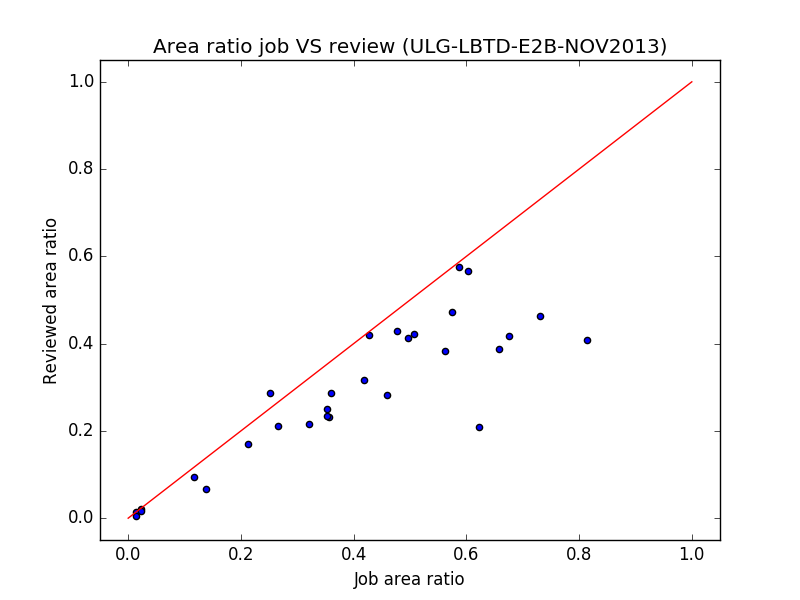 Area ratio job VS review (ULG-LBTD-E2B-NOV2013)
1.0
0.8
0.6
0.4
0.2
0.0
Reviewed area ratio
0.0 0.2 0.4 0.6 0.8 1.0
Job area ratio